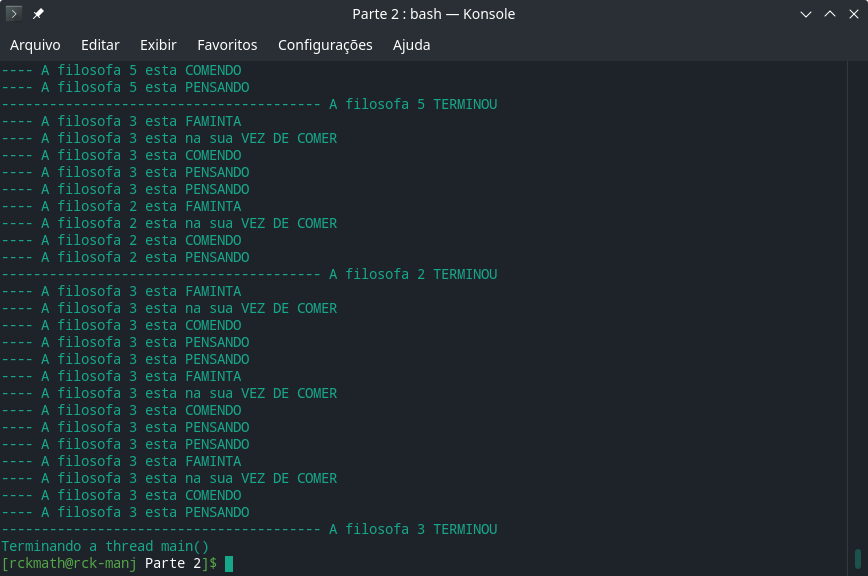 Parte 2 : bash — Konsole
Arquivo Editar Exibir Favoritos Configurações Ajuda
---- A filosofa 5 esta COMENDO
---- A filosofa 5 esta PENSANDO
---------------------------------------- A filosofa 5 TERMINOU
---- A filosofa 3 esta FAMINTA
---- A filosofa 3 esta na sua VEZ DE COMER
---- A filosofa 3 esta COMENDO
---- A filosofa 3 esta PENSANDO
---- A filosofa 3 esta PENSANDO
---- A filosofa 2 esta FAMINTA
---- A filosofa 2 esta na sua VEZ DE COMER
---- A filosofa 2 esta COMENDO
---- A filosofa 2 esta PENSANDO
---------------------------------------- A filosofa 2 TERMINOU
---- A filosofa 3 esta FAMINTA
---- A filosofa 3 esta na sua VEZ DE COMER
---- A filosofa 3 esta COMENDO
---- A filosofa 3 esta PENSANDO
---- A filosofa 3 esta PENSANDO
---- A filosofa 3 esta FAMINTA
---- A filosofa 3 esta na sua VEZ DE COMER
---- A filosofa 3 esta COMENDO
---- A filosofa 3 esta PENSANDO
---- A filosofa 3 esta PENSANDO
---- A filosofa 3 esta FAMINTA
---- A filosofa 3 esta na sua VEZ DE COMER
---- A filosofa 3 esta COMENDO
---- A filosofa 3 esta PENSANDO
---------------------------------------- A filosofa 3 TERMINOU
Terminando a thread main()
[rckmath@rck-manj Parte 2]$